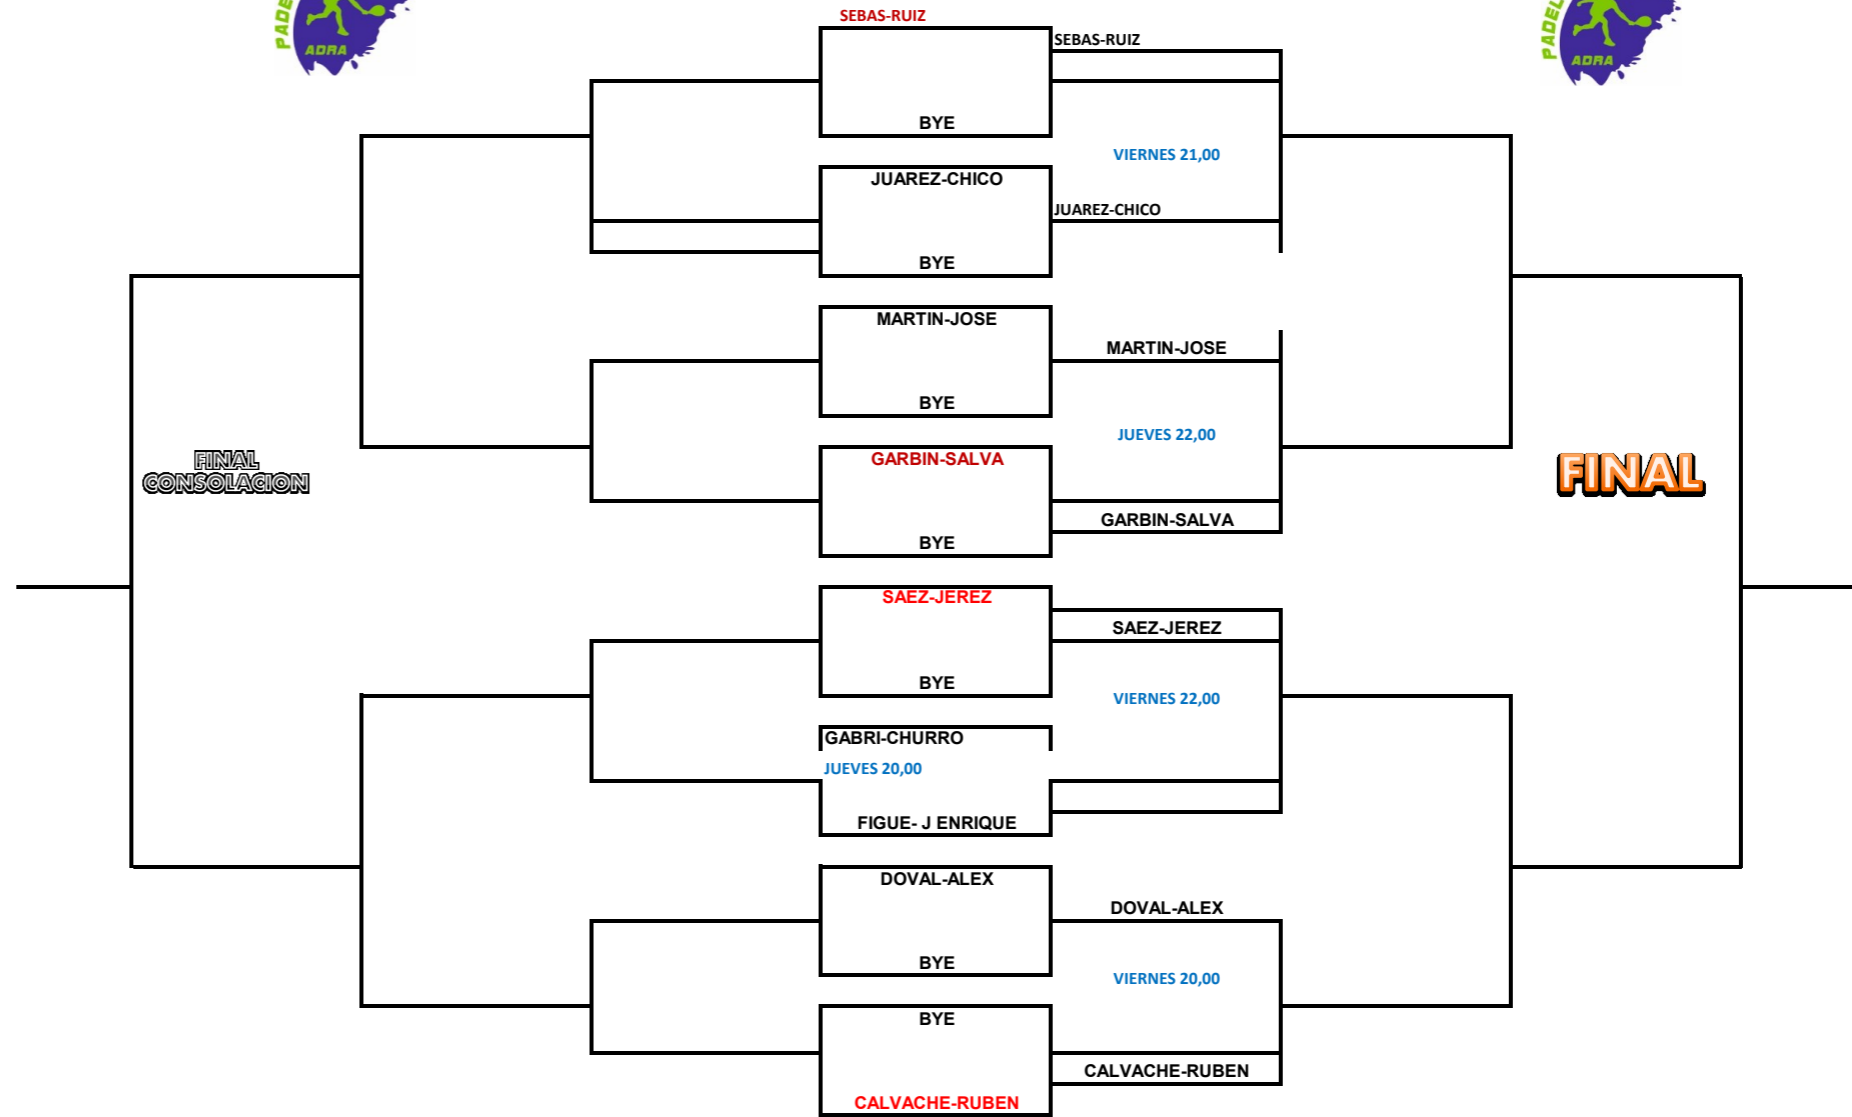 PADEL
ADRA
PADEL
ADRA
SEBAS-RUIZ
SEBAS-RUIZ
BYE
VIERNES 21,00
JUAREZ-CHICO
JUAREZ-CHICO
BYE
MARTIN-JOSE
MARTIN-JOSE
BYE
JUEVES 22,00
GARBIN-SALVA
FINAL
CONSOLACION
FINAL
GARBIN-SALVA
BYE
SAEZ-JEREZ
SAEZ-JEREZ
BYE
VIERNES 22,00
GABRI-CHURRO
JUEVES 20,00
FIGUE- J ENRIQUE
DOVAL-ALEX
DOVAL-ALEX
BYE
VIERNES 20,00
BYE
CALVACHE-RUBEN
CALVACHE-RUBEN